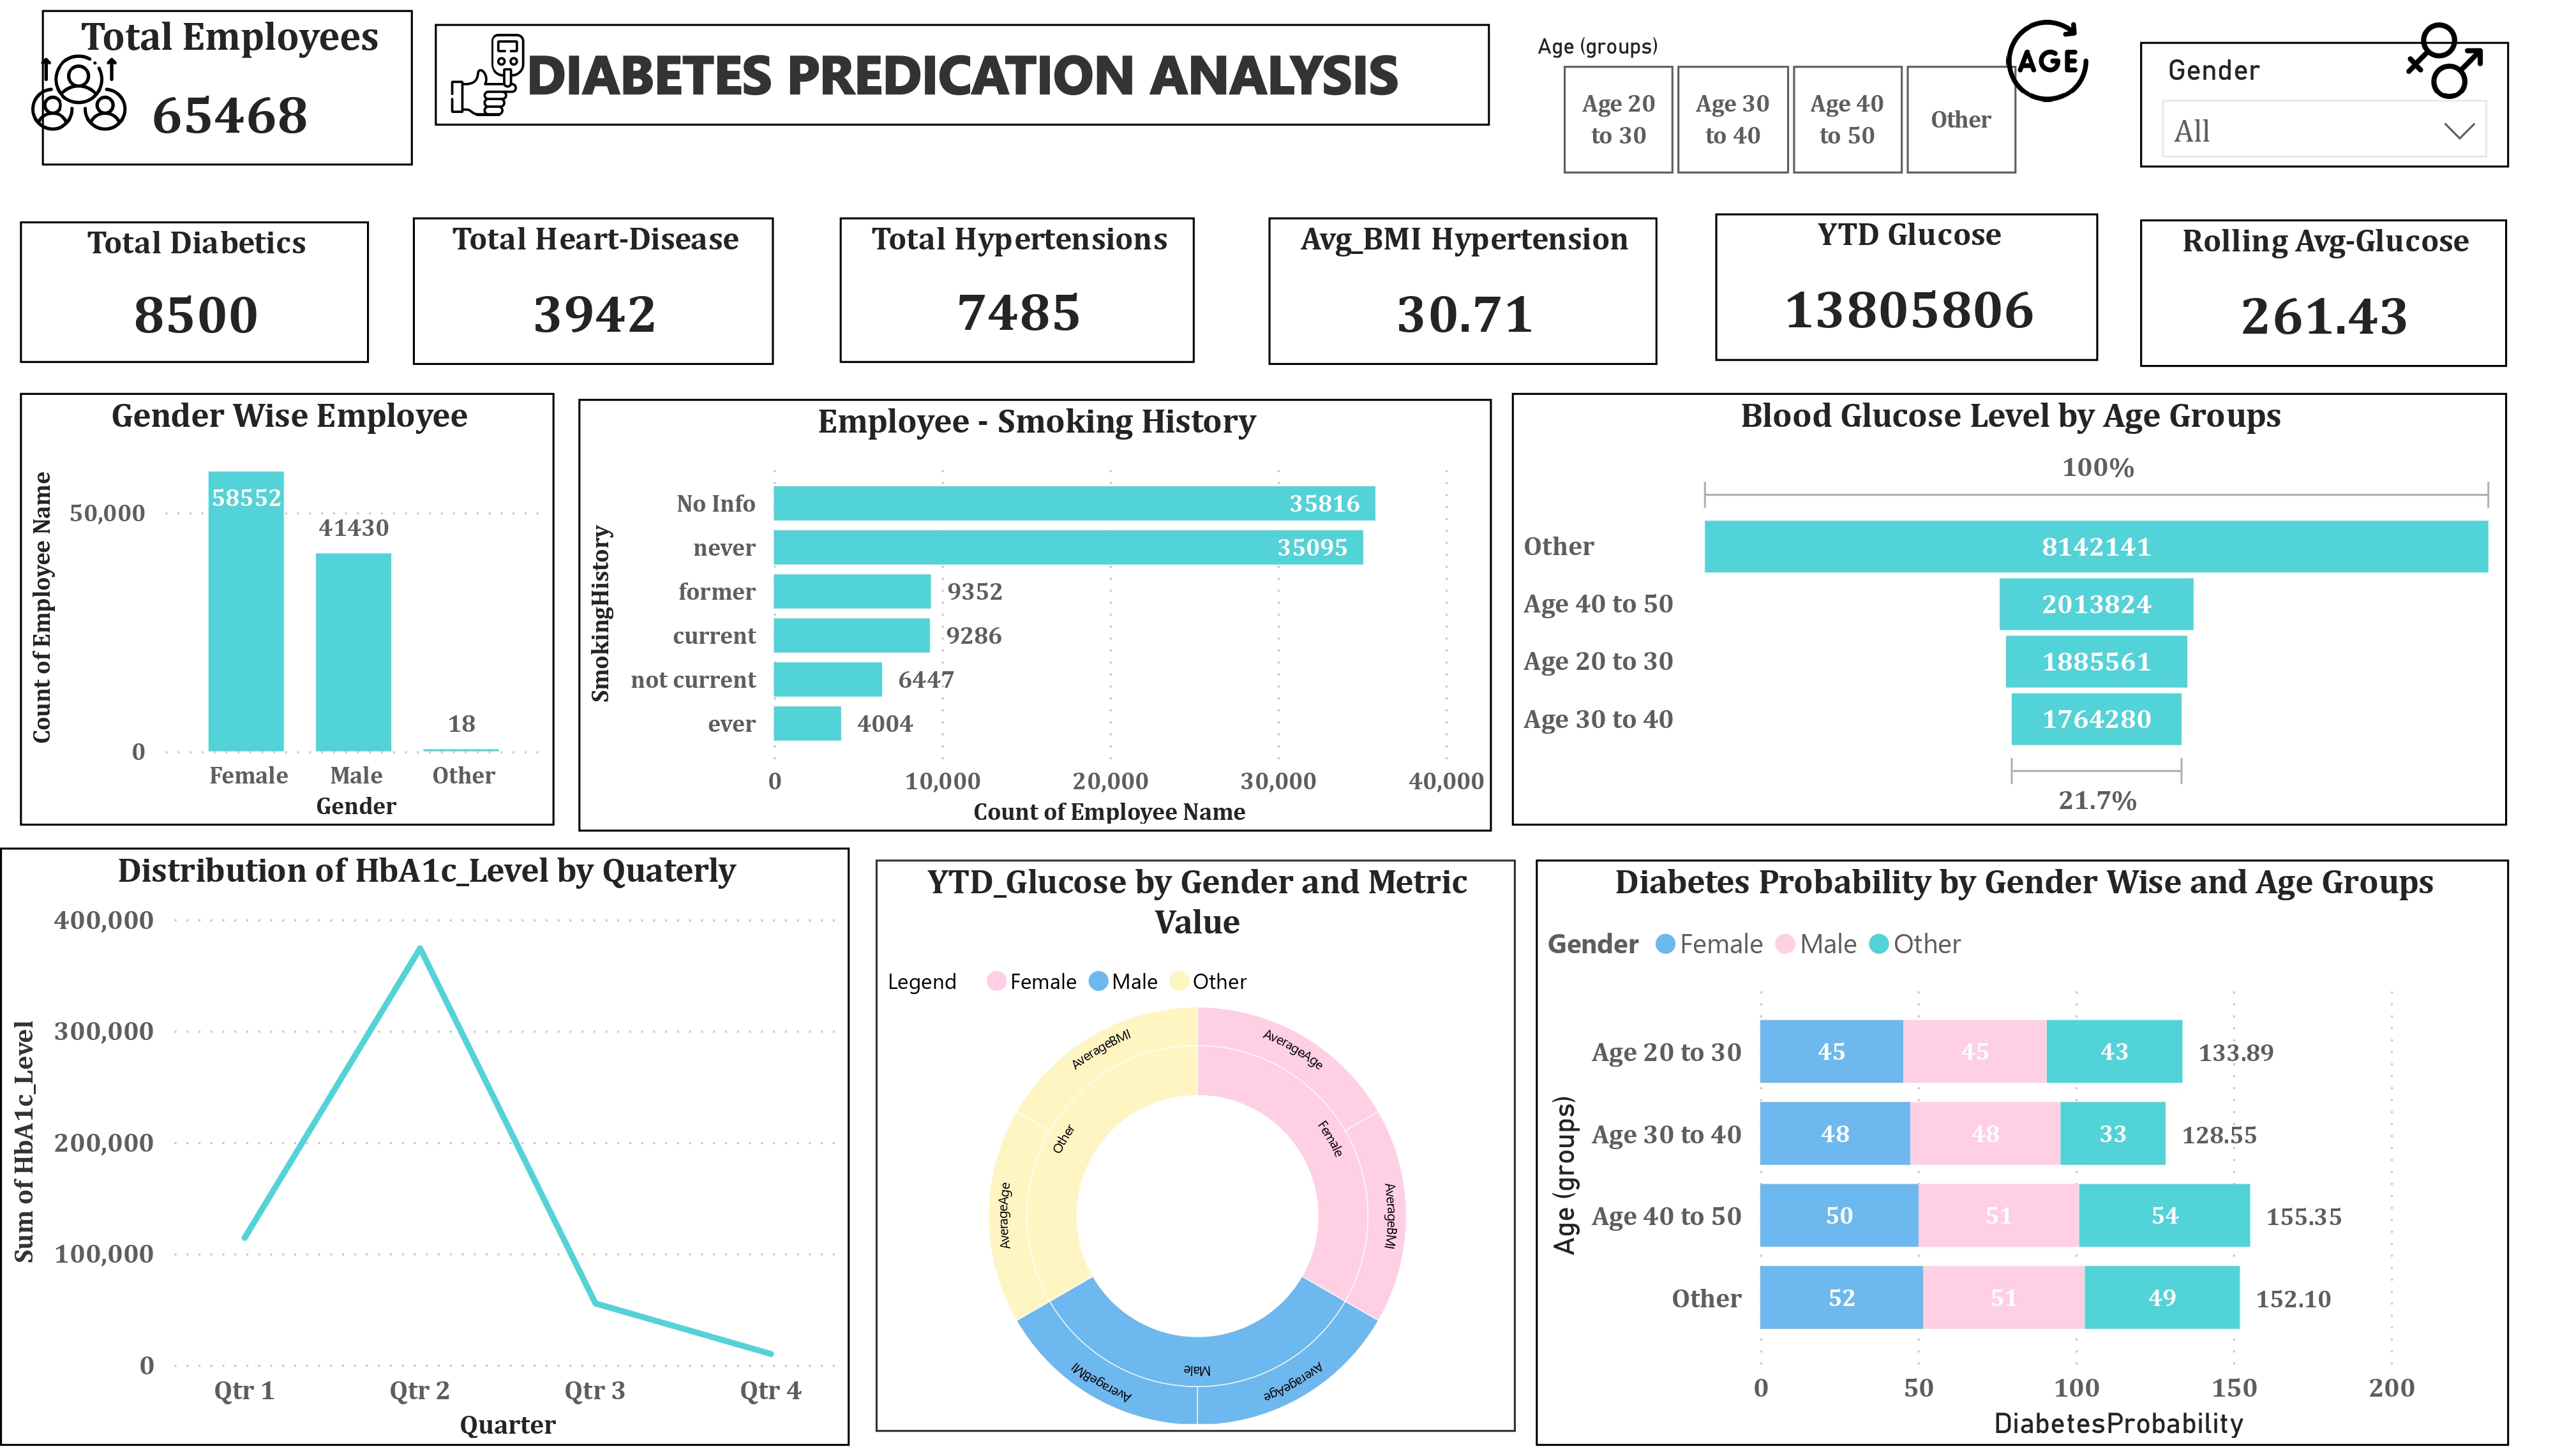 Total Employees
65468
DIABETES PREDICATION ANALYSIS
Age (groups)
Age 20
to 30
Age 30
to 40
Age 40
to 50
Other
AGE
Gender
All
Total Diabetics
8500
Total Heart-Disease
3942
Total Hypertensions
7485
Avg_BMI Hypertension
30.71
YTD Glucose
13805806
Rolling Avg-Glucose
261.43
Gender Wise Employee
Count of Employee Name
50,000
0
58552
41430
18
Female
Male
Other
Gender
Employee - Smoking History
SmokingHistory
No Info
35816
never
35095
former
9352
current
9286
not current
6447
ever
4004
0
10,000
20,000
30,000
40,000
Count of Employee Name
Blood Glucose Level by Age Groups
100%
Other
8142141
Age 40 to 50
2013824
Age 20 to 30
1885561
Age 30 to 40
1764280
21.7%
Distribution of HbA1c_Level by Quaterly
Sum of HbA1c_Level
400,000
300,000
200,000
100,000
0
Qtr 1
Qtr 2
Qtr 3
Qtr 4
Quarter
YTD_Glucose by Gender and Metric
Value
Legend
Female
Male
Other
AverageBMI
AverageAge
Other
Female
AverageAge
AverageBMI
Male
AverageBMI
AverageAge
Diabetes Probability by Gender Wise and Age Groups
Gender
Female
Male
Other
Age (groups)
Age 20 to 30
45
45
43
133.89
Age 30 to 40
48
48
33
128.55
Age 40 to 50
50
51
54
155.35
Other
52
51
49
152.10
0
50
100
150
200
DiabetesProbability